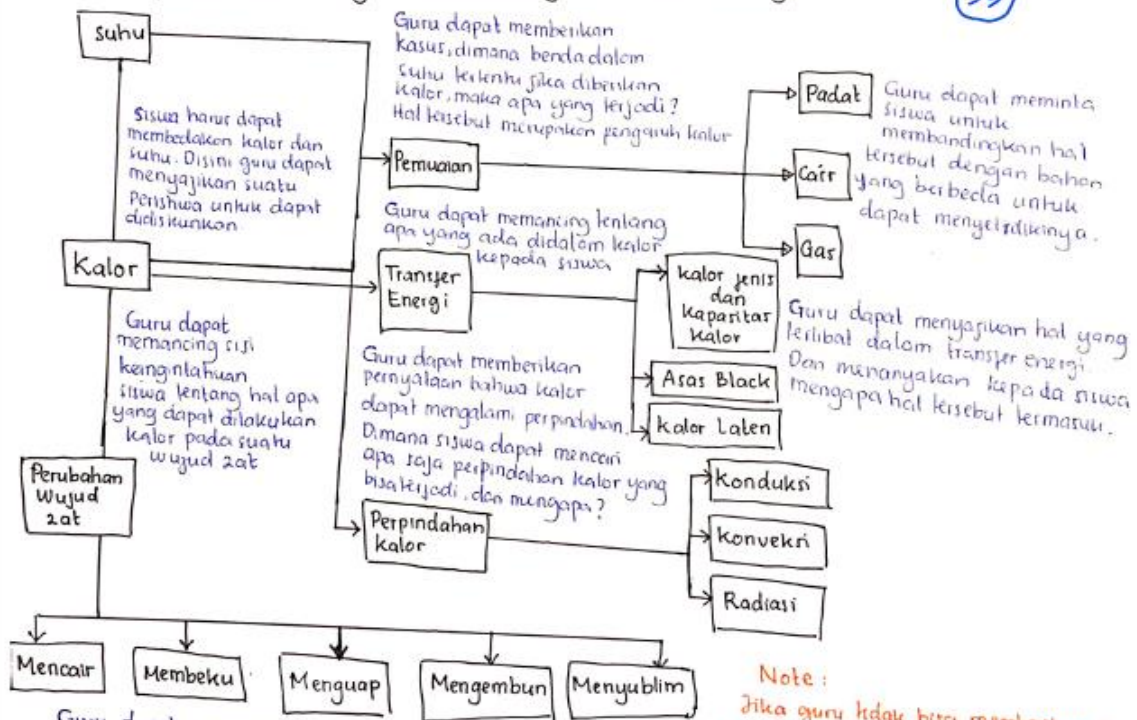 suhu
Guru dapat memberikan
kasus, dimana benda dalam
suhu tertentu jika diberikan
kalor, maka apa yang terjadi?
Hal tersebut merupakan pengaruh kalor
Siswa harus dapat
membedakan kalor dan
suhu. Disini guru dapat
menyajikan suatu
Peristiwa untuk dapat
didiskusikan
Pemuaian
Padat
Cair
Gas
Guru dapat meminta
siswa untuk
membandingkan hal
tersebut dengan bahan
yang berbeda untuk
dapat menyelidikinya.
Kalor
Guru dapat memancing tentang
apa yang ada didalam kalor
kepada siswa
Transfer
Energi
kalor jenis
dan
kapasitas
kalor
Asas Black
kalor Laten
Guru dapat menyajikan hal yang
terlibat dalam transfer energi.
Dan menanyakan kepada siswa
mengapa hal tersebut termasuk.
Guru dapat
memancing sisi
keingintahuan
siswa tentang hal apa
yang dapat dilakukan
kalor pada suatu
wujud zat
Guru dapat memberikan
pernyataan bahwa kalor
dapat mengalami perpindahan.
Dimana siswa dapat mencari
apa saja perpindahan kalor yang
bisa terjadi, dan mengapa?
Perubahan
Wujud
zat
Perpindahan
kalor
Konduksi
konveksi
Radiasi
Mencair
Membeku
Menguap
Mengembun
Menyublim
Note :
Jika guru tidak bisa